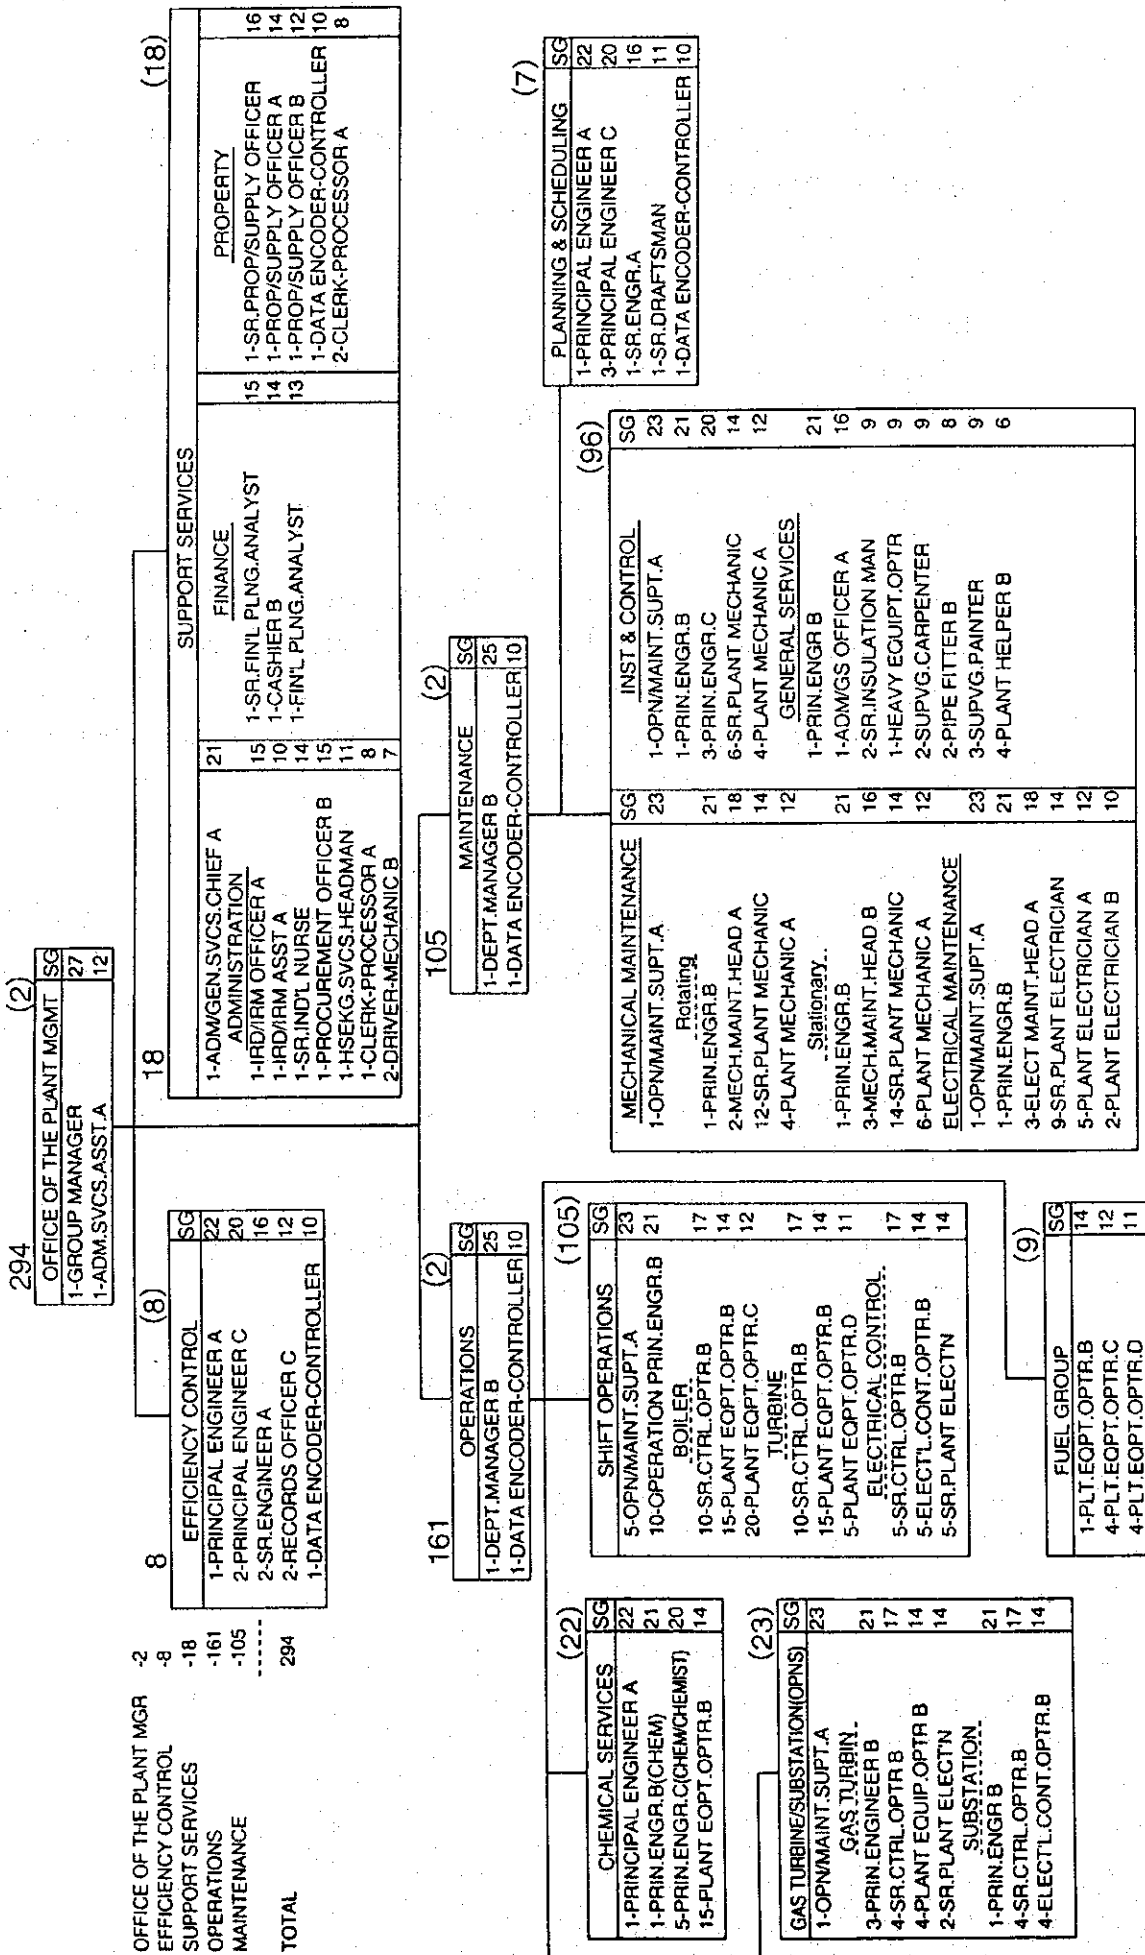 OFFICE OF THE PLANT MGR -2
EFFICIENCY CONTROL -8
SUPPORT SERVICES -18
OPERATIONS -161
MAINTENANCE -105
-----
TOTAL 294
294
(2)
OFFICE OF THE PLANT MGMT SG
1-GROUP MANAGER 27
1-ADM.SVCS.ASST.A 12
8
(8)
EFFICIENCY CONTROL SG
1-PRINCIPAL ENGINEER A 22
2-PRINCIPAL ENGINEER C 20
2-SR.ENGINEER A 16
2-RECORDS OFFICER C 12
1-DATA ENCODER-CONTROLLER 10
18
(18)
SUPPORT SERVICES
1-ADM/GEN.SVCS.CHIEF A 21
ADMINISTRATION
1-IRD/IRM OFFICER A 15
1-IRD/IRM ASST A 10
1-SR.IND'L NURSE 14
1-PROCUREMENT OFFICER B 15
1-HSEKG.SVCS.HEADMAN 11
1-CLERK-PROCESSOR A 8
2-DRIVER-MECHANIC B 7
FINANCE
1-SR.FIN'L PLNG.ANALYST 15
1-CASHIER B 14
1-FIN'L PLNG.ANALYST 13
PROPERTY
1-SR.PROP/SUPPLY OFFICER 16
1-PROP/SUPPLY OFFICER A 14
1-PROP/SUPPLY OFFICER B 12
1-DATA ENCODER-CONTROLLER 10
2-CLERK-PROCESSOR A 8
161
(2)
OPERATIONS SG
1-DEPT.MANAGER B 25
1-DATA ENCODER-CONTROLLER 10
105
(2)
MAINTENANCE SG
1-DEPT.MANAGER B 25
1-DATA ENCODER-CONTROLLER 10
(7)
PLANNING & SCHEDULING SG
1-PRINCIPAL ENGINEER A 22
3-PRINCIPAL ENGINEER C 20
1-SR.ENGR.A 16
1-SR.DRAFTSMAN 11
1-DATA ENCODER-CONTROLLER 10
(22)
CHEMICAL SERVICES SG
1-PRINCIPAL ENGINEER A 22
1-PRIN.ENGR.B(CHEM) 21
5-PRIN.ENGR.C(CHEM/CHEMIST) 20
15-PLANT EQPT.OPTR.B 14
(105)
SHIFT OPERATIONS SG
5-OPN/MAINT.SUPT.A 23
10-OPERATION PRIN.ENGR.B 21
BOILER
10-SR.CTRL.OPTR.B 17
15-PLANT EQPT.OPTR.B 14
20-PLANT EQPT.OPTR.C 12
TURBINE
10-SR.CTRL.OPTR.B 17
15-PLANT EQPT.OPTR.B 14
5-PLANT EQPT.OPTR.D 11
ELECTRICAL CONTROL
5-SR.CTRL.OPTR.B 17
5-ELECT'L.CONT.OPTR.B 14
5-SR.PLANT ELECT'N 14
(96)
MECHANICAL MAINTENANCE SG
1-OPN/MAINT.SUPT.A 23
Rotating
1-PRIN.ENGR.B 21
2-MECH.MAINT.HEAD A 18
12-SR.PLANT MECHANIC 14
4-PLANT MECHANIC A 12
Stationary
1-PRIN.ENGR.B 21
3-MECH.MAINT.HEAD.B 16
14-SR.PLANT MECHANIC 14
6-PLANT MECHANIC A 12
ELECTRICAL MAINTENANCE
1-OPN/MAINT.SUPT.A 23
1-PRIN.ENGR.B 21
3-ELECT MAINT.HEAD A 18
9-SR.PLANT ELECTRICIAN 14
5-PLANT ELECTRICIAN A 12
2-PLANT ELECTRICIAN B 10
INST & CONTROL SG
1-OPN/MAINT.SUPT.A 23
1-PRIN.ENGR.B 21
3-PRIN.ENGR.C 20
6-SR.PLANT MECHANIC 14
4-PLANT MECHANIC A 12
GENERAL SERVICES
1-PRIN.ENGR B 21
1-ADM/GS OFFICER A 16
2-SR.INSULATION MAN 9
1-HEAVY EQUIPT.OPTR 9
2-SUPVG.CARPENTER 9
2-PIPE FITTER B 8
3-SUPVG.PAINTER 9
4-PLANT HELPER B 6
(23)
GAS TURBINE/SUBSTATION(OPNS) SG
1-OPN/MAINT.SUPT.A 23
GAS TURBIN
3-PRIN.ENGINEER B 21
4-SR.CTRL.OPTR B 17
4-PLANT EQUIP.OPTR B 14
2-SR.PLANT ELECT'N 14
SUBSTATION
1-PRIN.ENGR B 21
4-SR.CTRL.OPTR.B 17
4-ELECT'L.CONT.OPTR.B 14
(9)
FUEL GROUP SG
1-PLT.EQPT.OPTR.B 14
4-PLT.EQPT.OPTR.C 12
4-PLT.EQPT.OPTR.D 11